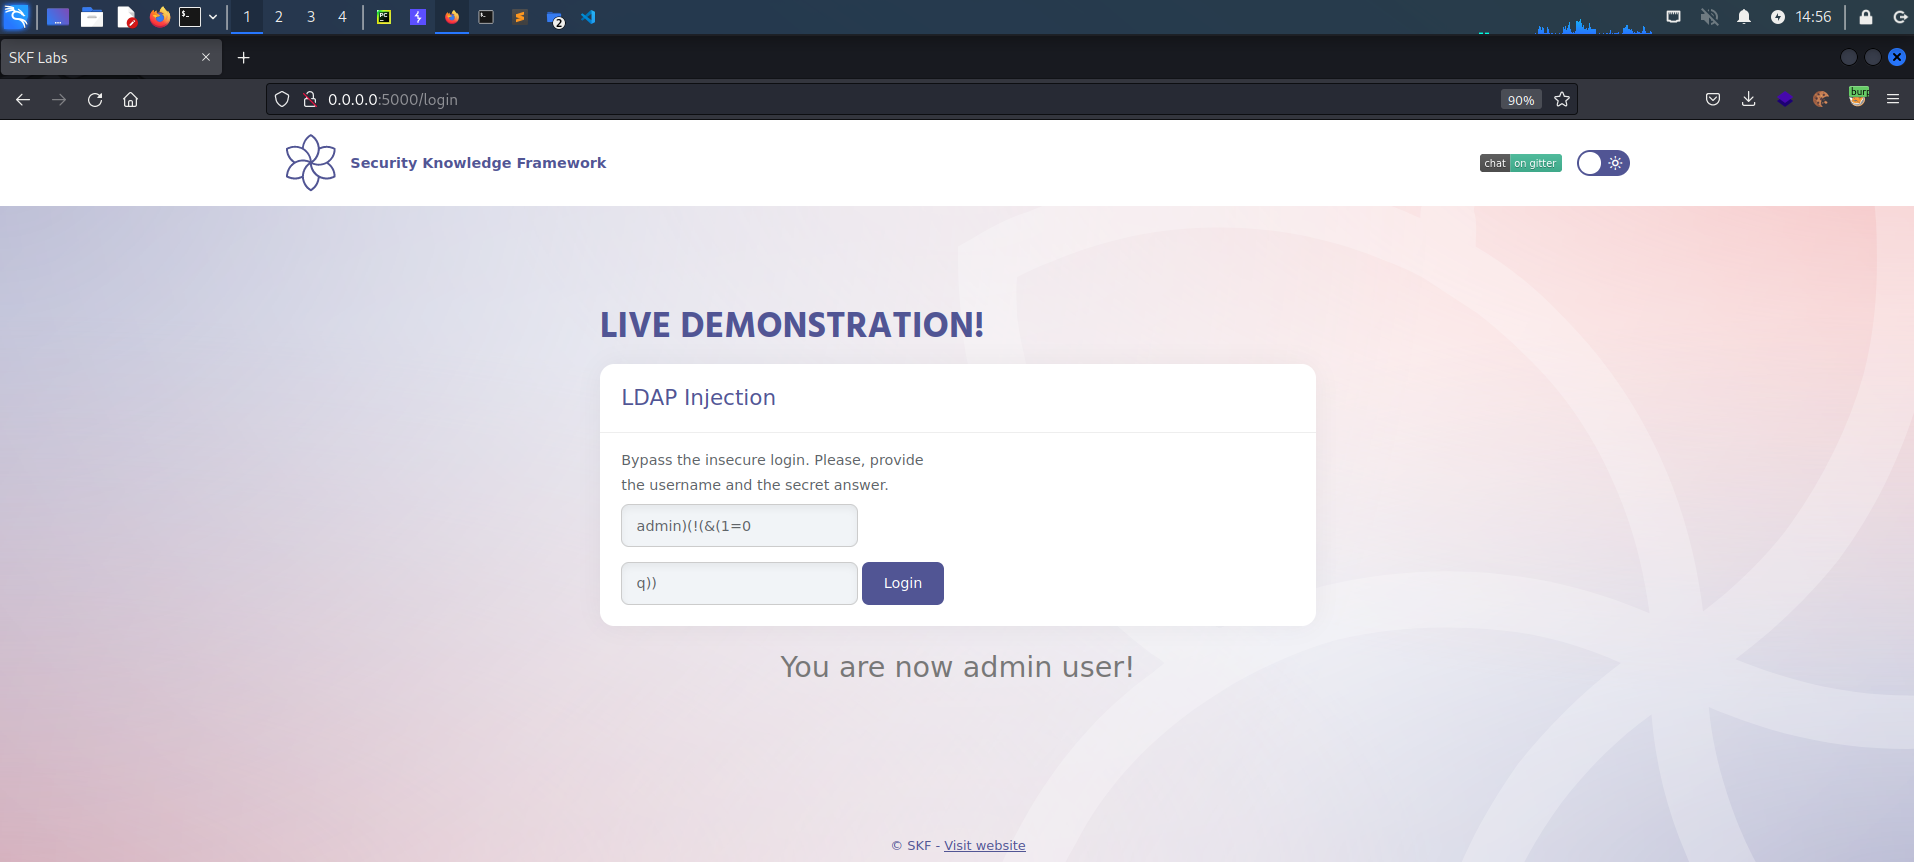 1 2 3 4 PC 2 14:56
SKF Labs
0.0.0.0:5000/login 90% burp
Security Knowledge Framework chat on gitter
LIVE DEMONSTRATION!
LDAP Injection
Bypass the insecure login. Please, provide
the username and the secret answer.
admin)(!(&(1=0
q)) Login
You are now admin user!
© SKF - Visit website